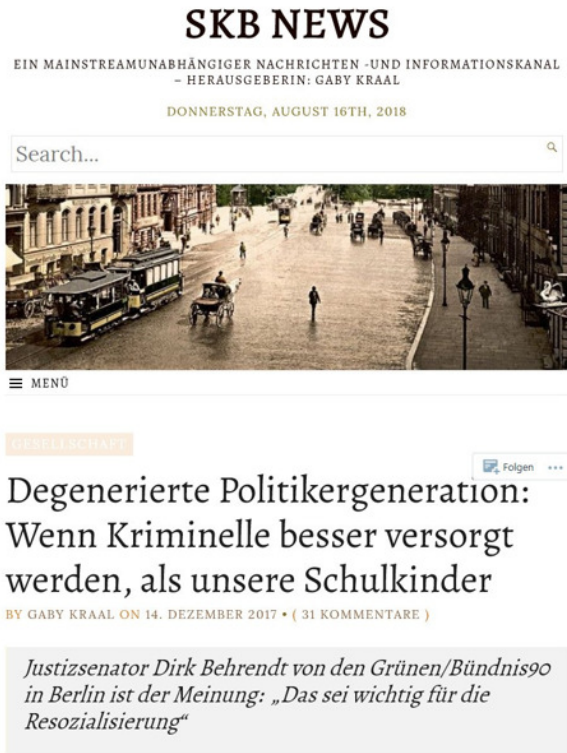 SKB NEWS
EIN MAINSTREAMUNABHÄNGIGER NACHRICHTEN -UND INFORMATIONSKANAL
– HERAUSGEBERIN: GABY KRAAL
DONNERSTAG, AUGUST 16TH, 2018
Search...
☰ MENÜ
GESELLSCHAFT
Folgen ...
Degenerierte Politikergeneration:
Wenn Kriminelle besser versorgt
werden, als unsere Schulkinder
BY GABY KRAAL ON 14. DEZEMBER 2017 • ( 31 KOMMENTARE )
Justizsenator Dirk Behrendt von den Grünen/Bündnis90
in Berlin ist der Meinung: „Das sei wichtig für die
Resozialisierung“